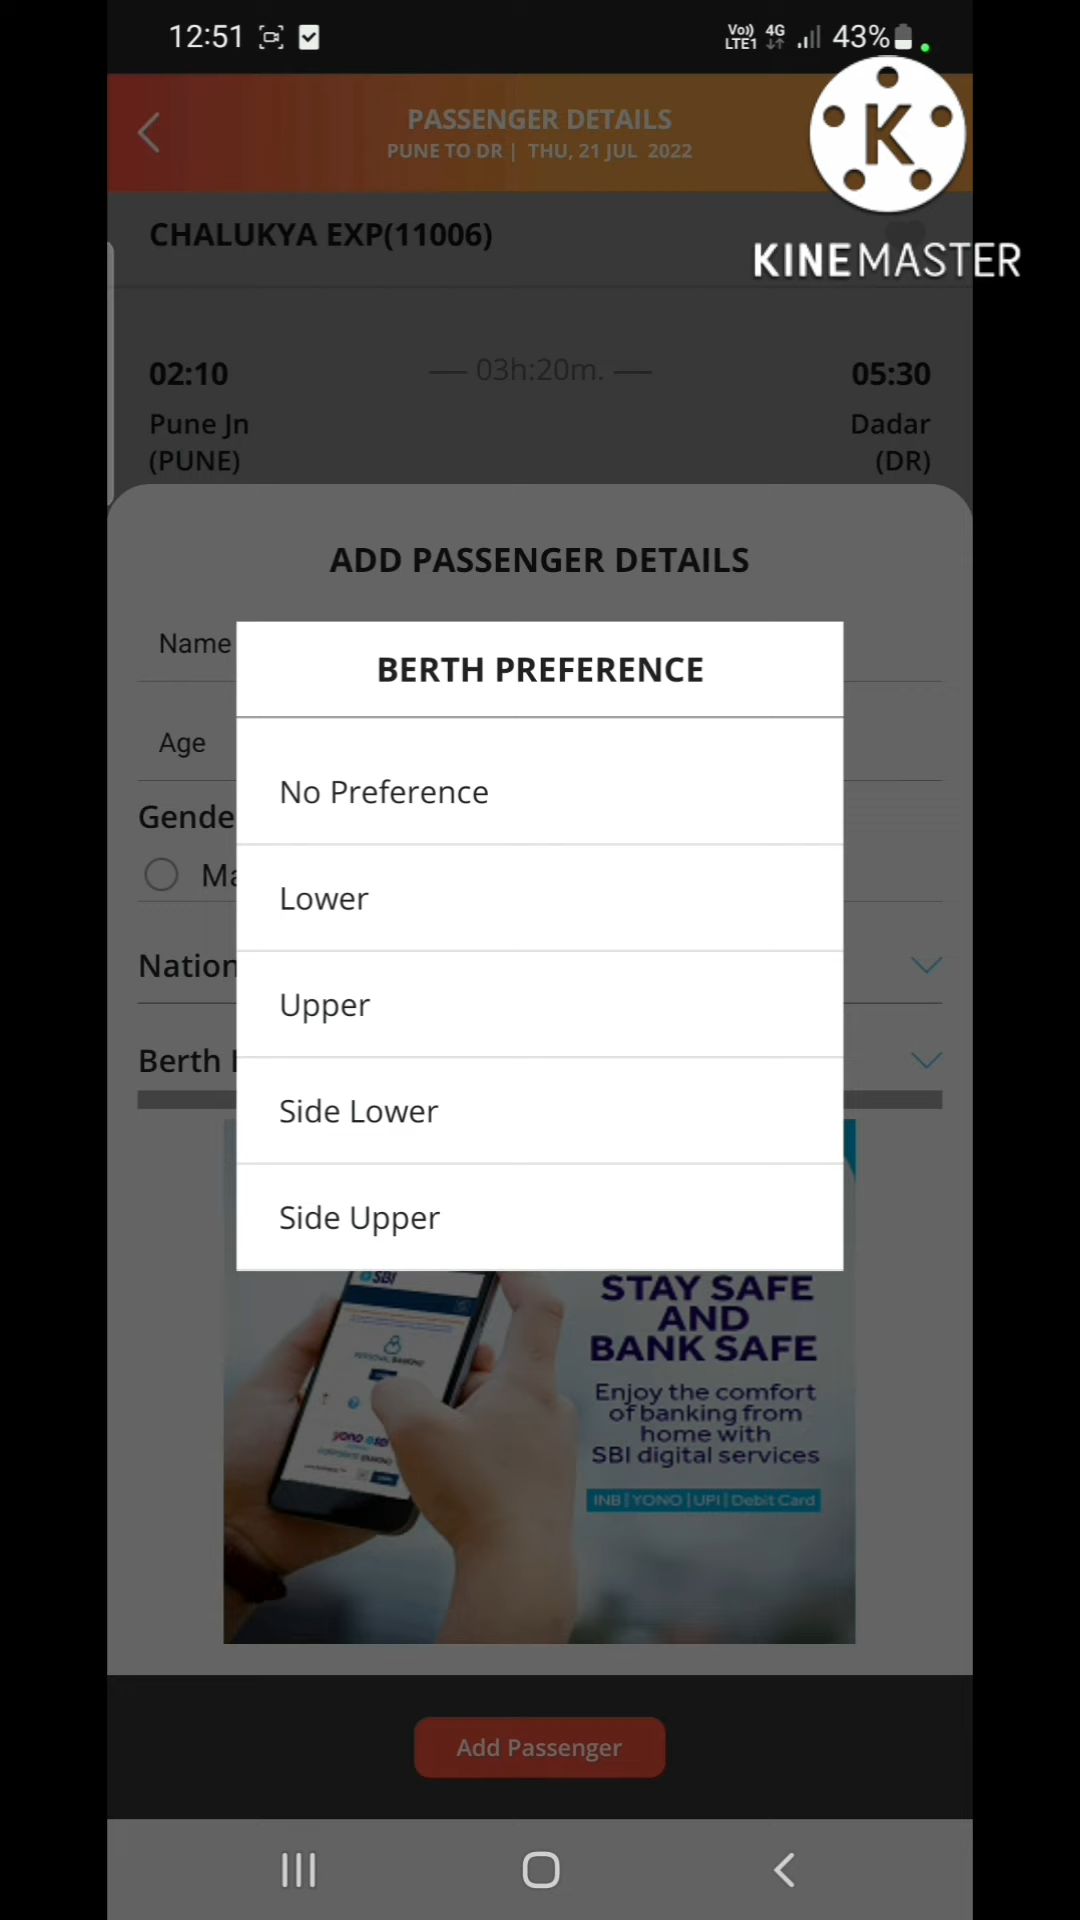 12:51
Vo)) LTE1 4G 43%
PASSENGER DETAILS
PUNE TO DR | THU, 21 JUL 2022
K
KINEMASTER
CHALUKYA EXP(11006)
02:10 03h:20m. 05:30
Pune Jn Dadar
(PUNE) (DR)
ADD PASSENGER DETAILS
Name
BERTH PREFERENCE
Age
No Preference
Gende
Ma
Lower
Nation
Upper
Berth
Side Lower
Side Upper
SBI
STAY SAFE
AND
BANK SAFE
Enjoy the comfort
of banking from
home with
SBI digital services
INB | YONO | UPI | Debit Card
yono SBI
Add Passenger